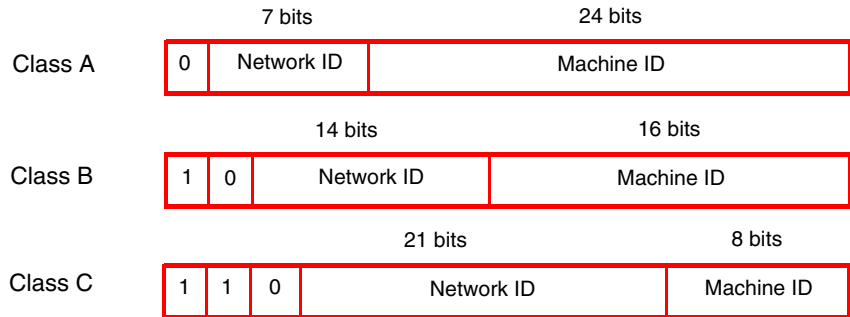 7 bits 24 bits
Class A 0 Network ID Machine ID
14 bits 16 bits
Class B 1 0 Network ID Machine ID
21 bits 8 bits
Class C 1 1 0 Network ID Machine ID